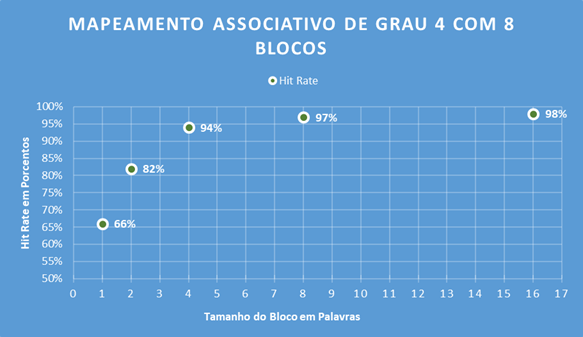 MAPEAMENTO ASSOCIATIVO DE GRAU 4 COM 8
BLOCOS
Hit Rate
Hit Rate em Porcentos
100%
95%
90%
85%
80%
75%
70%
65%
60%
55%
50%
66%
82%
94%
97%
98%
0 1 2 3 4 5 6 7 8 9 10 11 12 13 14 15 16 17
Tamanho do Bloco em Palavras